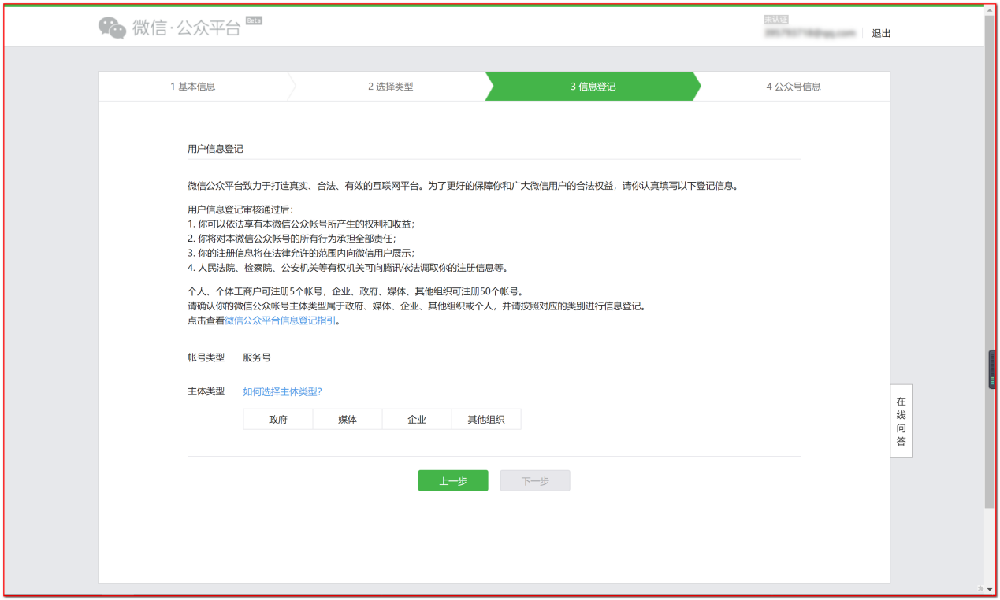 微信·公众平台 Beta
未认证
退出
1 基本信息
2 选择类型
3 信息登记
4 公众号信息
用户信息登记
微信公众平台致力于打造真实、合法、有效的互联网平台。为了更好的保障你和广大微信用户的合法权益，请你认真填写以下登记信息。
用户信息登记审核通过后：
1. 你可以依法享有本微信公众帐号所产生的权利和收益；
2. 你将对本微信公众帐号的所有行为承担全部责任；
3. 你的注册信息将在法律允许的范围内向微信用户展示；
4. 人民法院、检察院、公安机关等有权机关可向腾讯依法调取你的注册信息等。
个人、个体工商户可注册5个帐号，企业、政府、媒体、其他组织可注册50个帐号。
请确认你的微信公众帐号主体类型属于政府、媒体、企业、其他组织或个人，并请按照对应的类别进行信息登记。
点击查看微信公众平台信息登记指引。
帐号类型 服务号
主体类型 如何选择主体类型?
政府 媒体 企业 其他组织
上一步 下一步
在
线
问
答